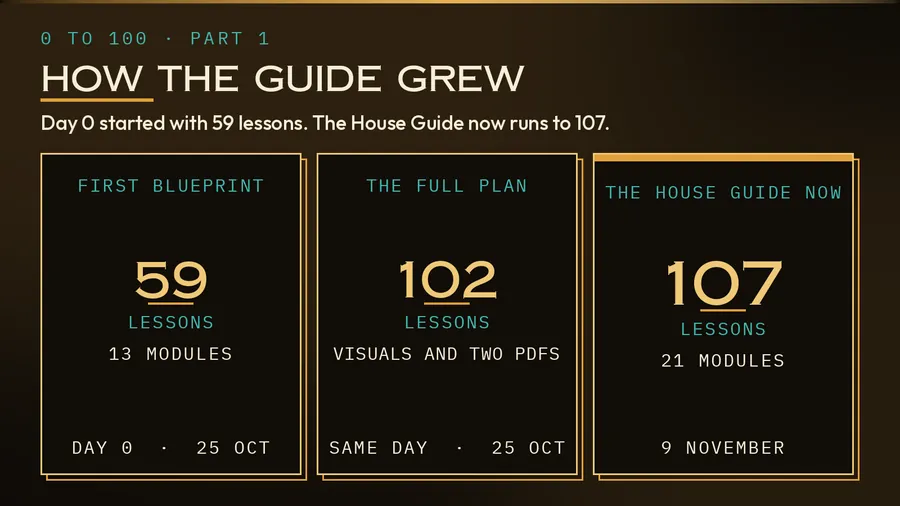 0 TO 100 · PART 1
HOW THE GUIDE GREW
Day 0 started with 59 lessons. The House Guide now runs to 107.
FIRST BLUEPRINT
59
LESSONS
13 MODULES
DAY 0 · 25 OCT
THE FULL PLAN
102
LESSONS
VISUALS AND TWO PDFS
SAME DAY · 25 OCT
THE HOUSE GUIDE NOW
107
LESSONS
21 MODULES
9 NOVEMBER